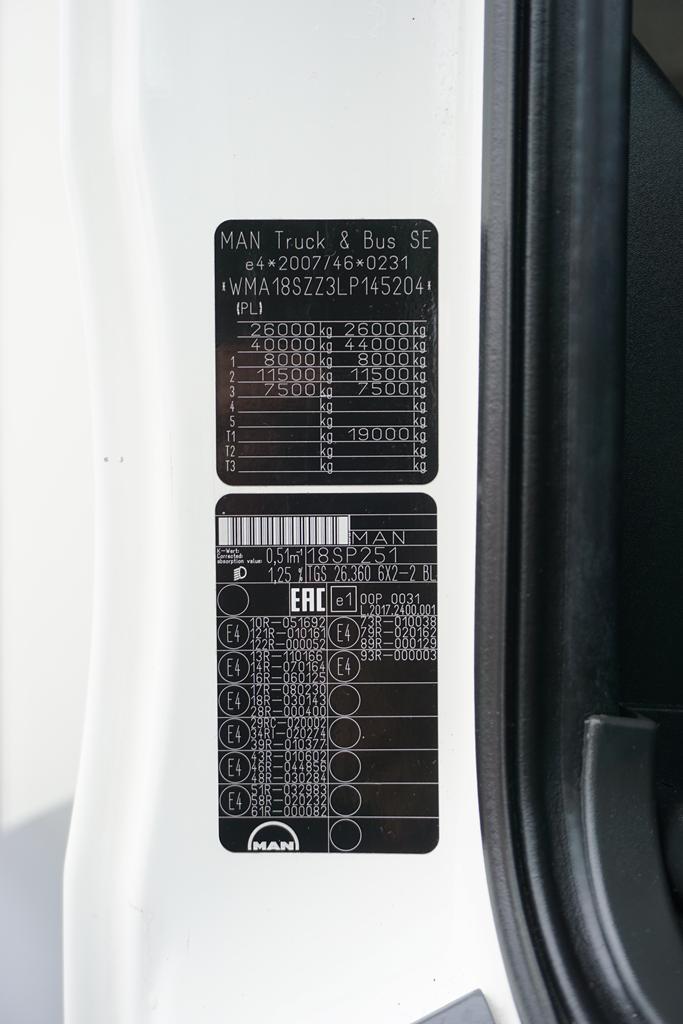 MAN Truck & Bus SE
e4*2007/46*0231
*WMA18SZZ3LP145204*
(PL)
26000 kg 26000 kg
40000 kg 44000 kg
1 8000 kg 8000 kg
2 11500 kg 11500 kg
3 7500 kg 7500 kg
4 kg kg
5 kg kg
T1 kg 19000 kg
T2 kg kg
T3 kg kg
MAN
K-Wert: Corrected absorption value: 0,51m⁻¹ 18SP251
1,25 % TGS 26.360 6X2-2 BL
EAC e1 00P 0031
L.2017.2400.001
E4 10R-051692 E4 73R-010038
121R-010161 79R-020162
122R-000052 89R-000129
E4 13R-110166 E4 93R-000003
14R-070164
16R-060125
E4 17R-080230
18R-030143
28R-000400
E4 29RC-020002
34RT-020274
39R-010377
E4 43R-010602
46R-044856
48R-030284
E4 51R-032983
58R-020232
61R-000082
MAN